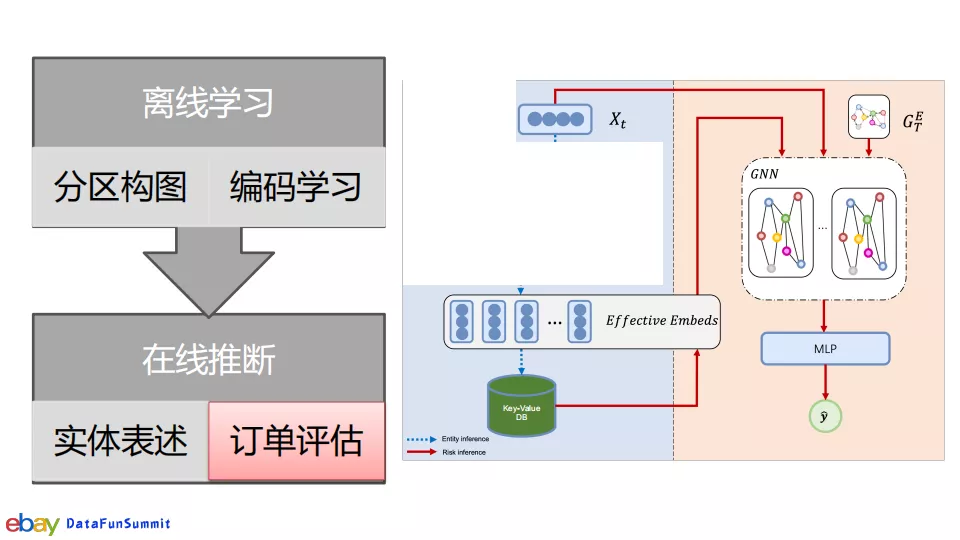 离线学习
分区构图
编码学习
在线推断
实体表述
订单评估
X_t
G_T^E
GNN
...
...
Effective Embeds
MLP
Key-Value
DB
ŷ
Entity inference
Risk inference
ebay DataFunSummit